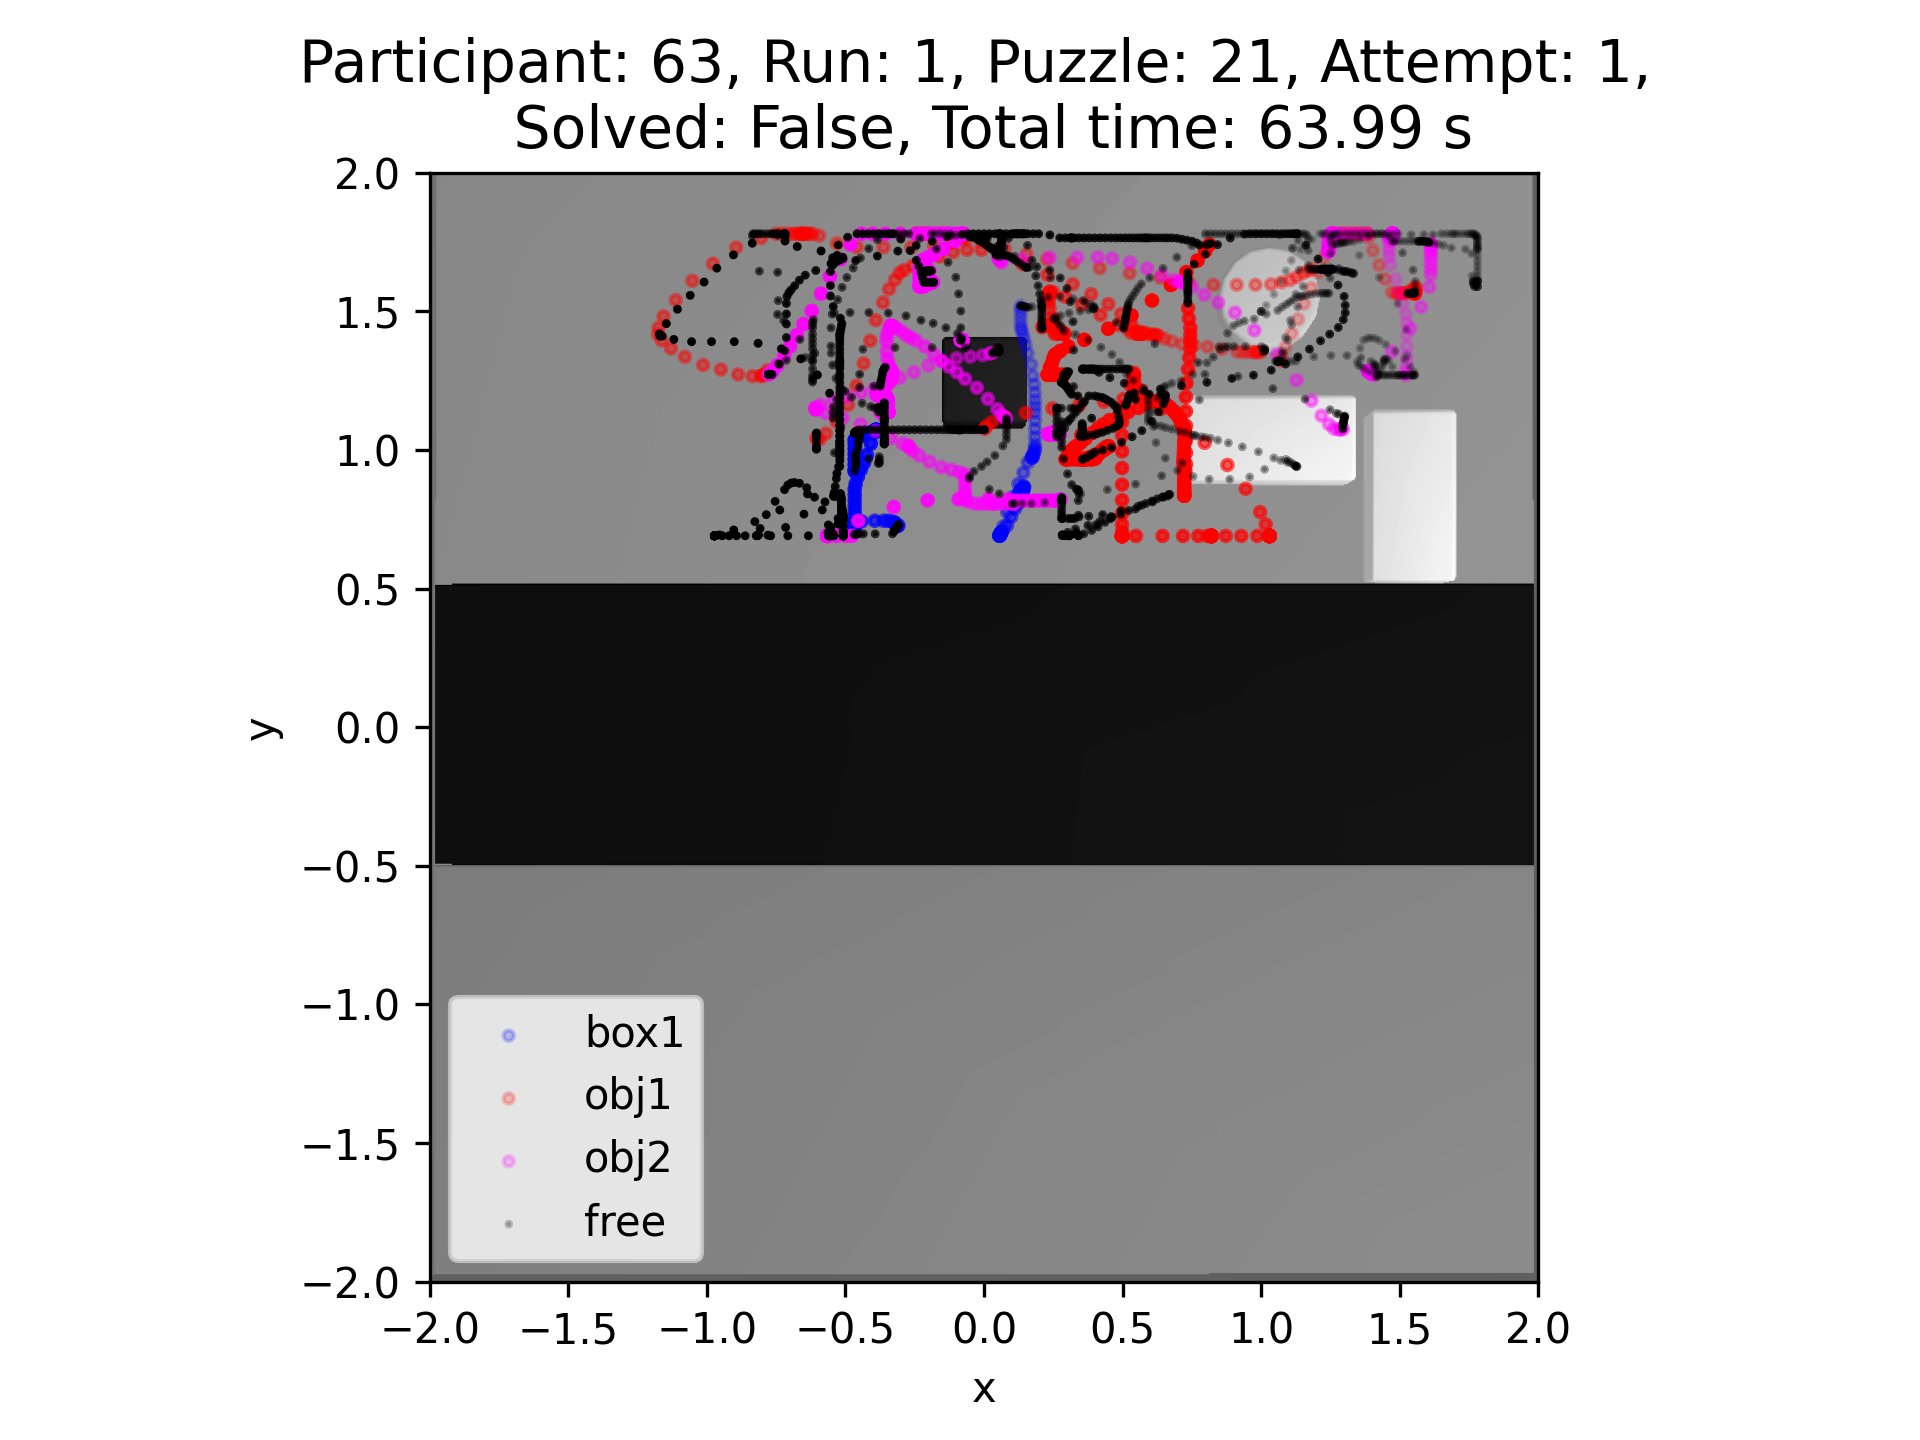 Participant: 63, Run: 1, Puzzle: 21, Attempt: 1,
Solved: False, Total time: 63.99 s
2.0
1.5
1.0
0.5
0.0
−0.5
−1.0
−1.5
−2.0
y
box1
obj1
obj2
free
−2.0 −1.5 −1.0 −0.5 0.0 0.5 1.0 1.5 2.0
x